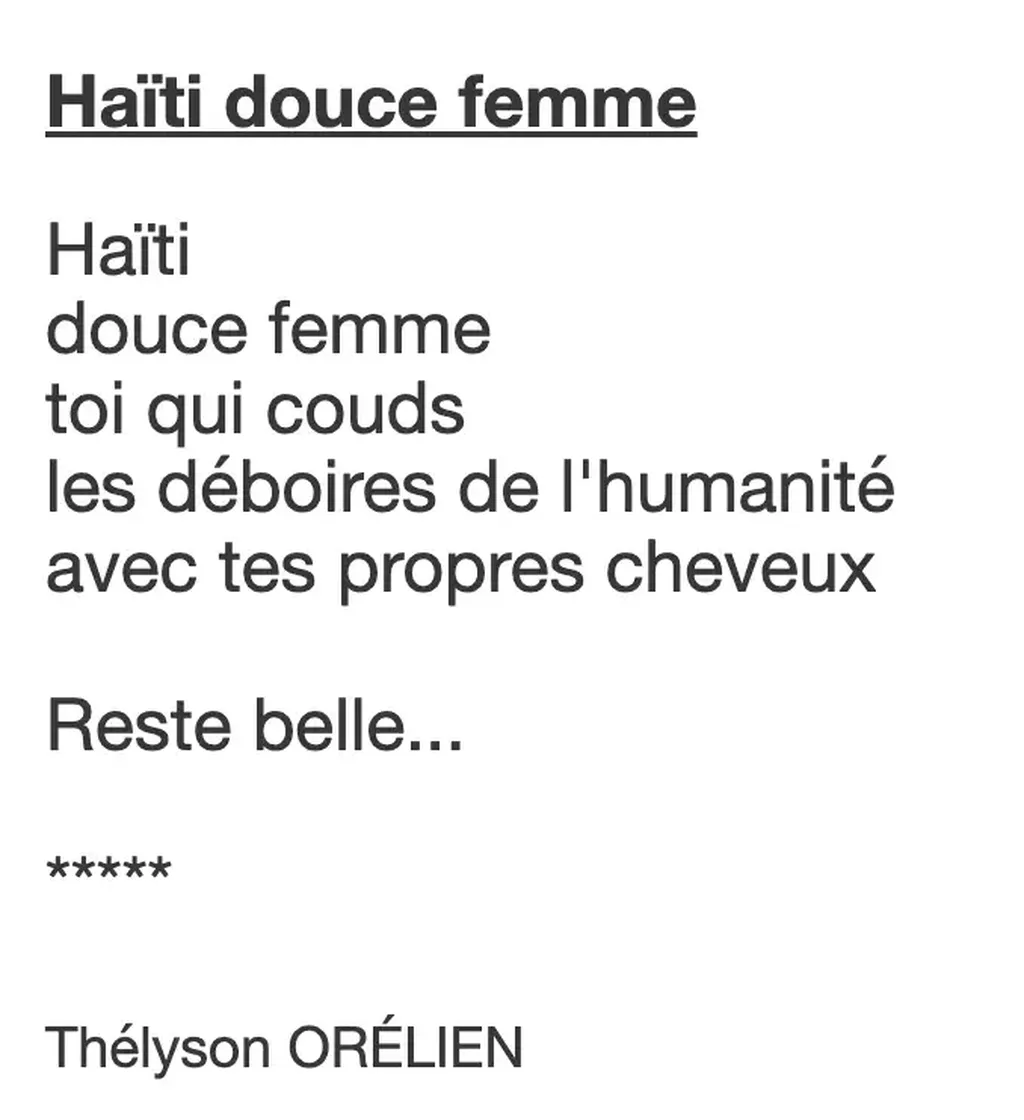 Haïti douce femme
Haïti
douce femme
toi qui couds
les déboires de l'humanité
avec tes propres cheveux
Reste belle...
*****
Thélyson ORÉLIEN